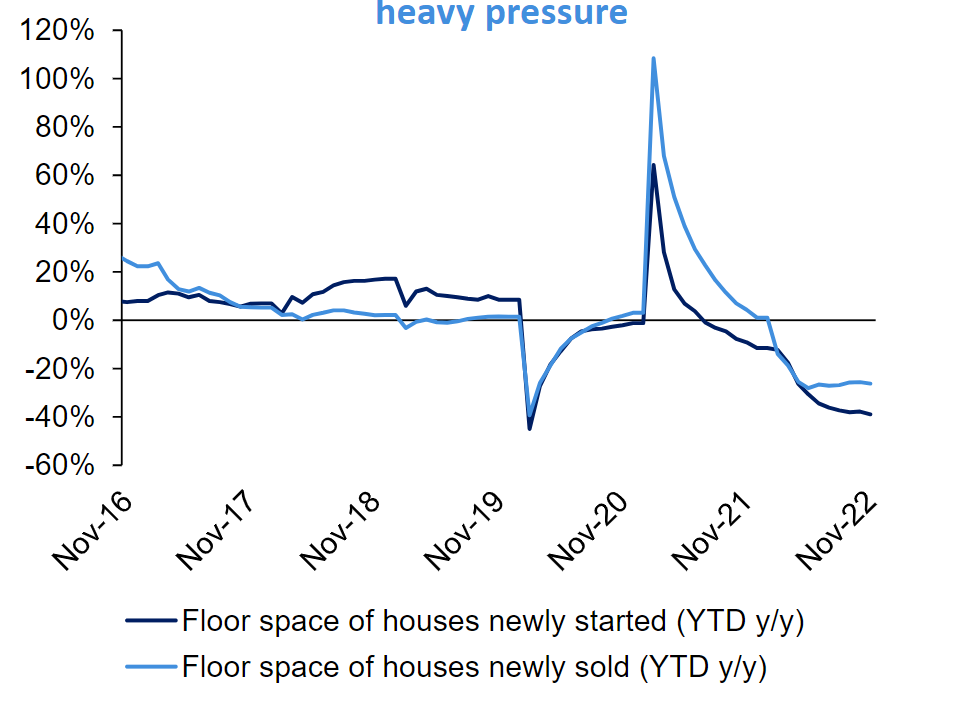 heavy pressure
120%
100%
80%
60%
40%
20%
0%
-20%
-40%
-60%
Nov-16
Nov-17
Nov-18
Nov-19
Nov-20
Nov-21
Nov-22
Floor space of houses newly started (YTD y/y)
Floor space of houses newly sold (YTD y/y)